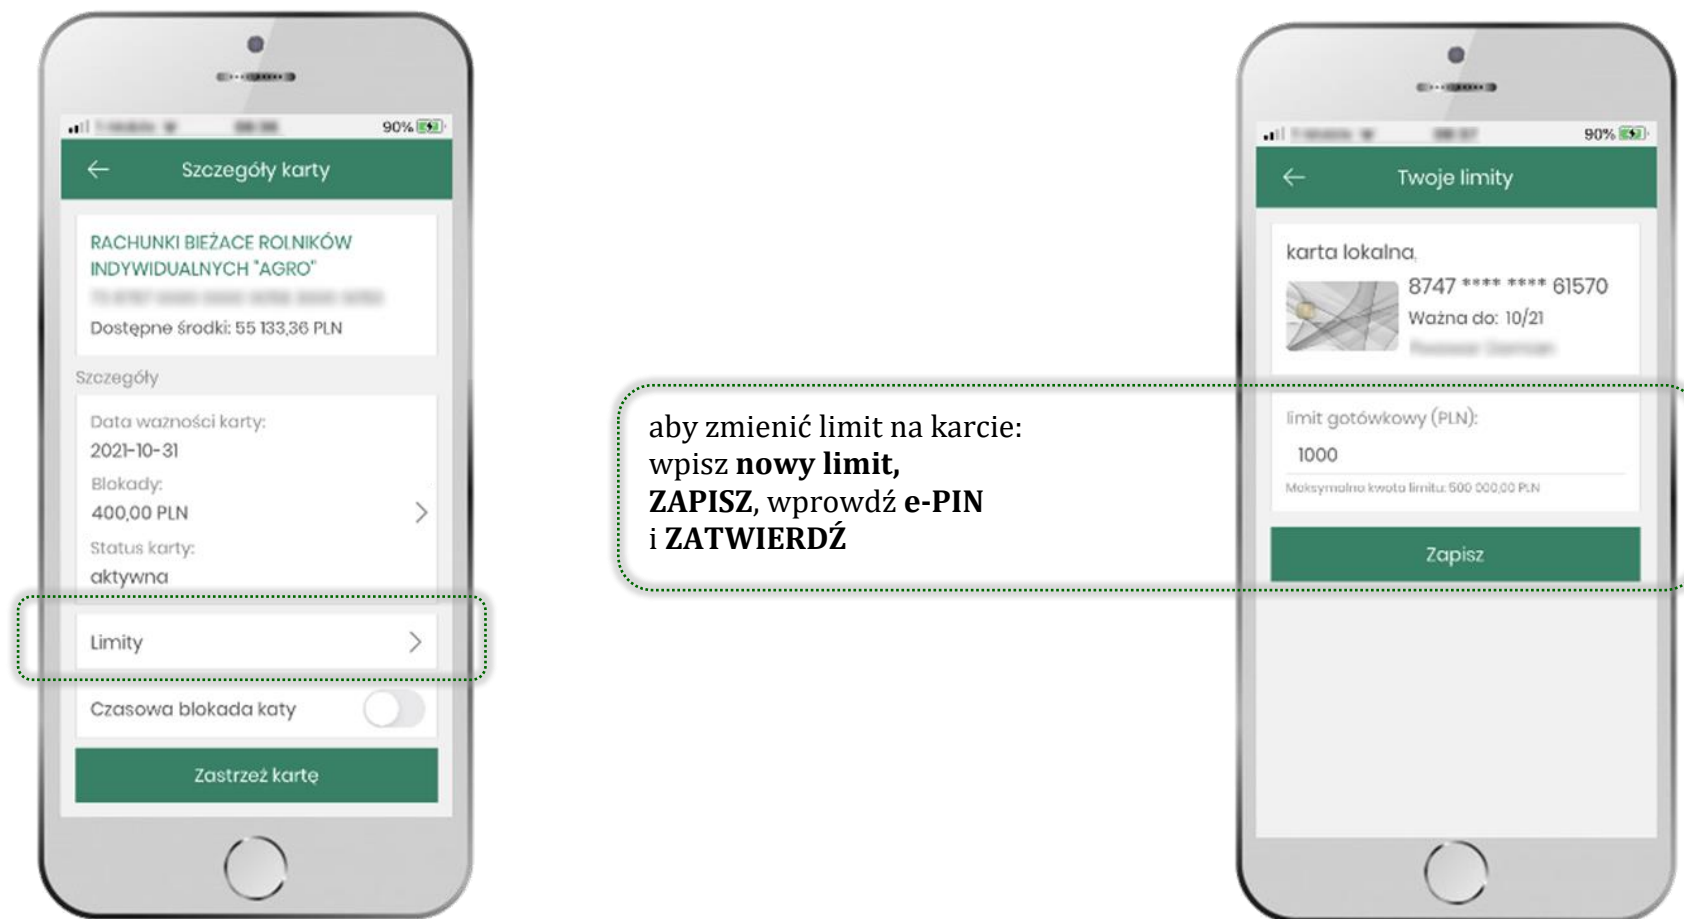 90%
Szczegóły karty
RACHUNKI BIEŻACE ROLNIKÓW
INDYWIDUALNYCH "AGRO"
Dostępne środki: 55 133,36 PLN
Szczegóły
Data ważności karty:
2021-10-31
Blokady:
400,00 PLN
Status karty:
aktywna
Limity
Czasowa blokada katy
Zastrzeż kartę
aby zmienić limit na karcie:
wpisz nowy limit,
ZAPISZ, wprowdź e-PIN
i ZATWIERDŹ
90%
Twoje limity
karta lokalna,
8747 **** **** 61570
Ważna do: 10/21
limit gotówkowy (PLN):
1000
Maksymalna kwota limitu: 500 000,00 PLN
Zapisz